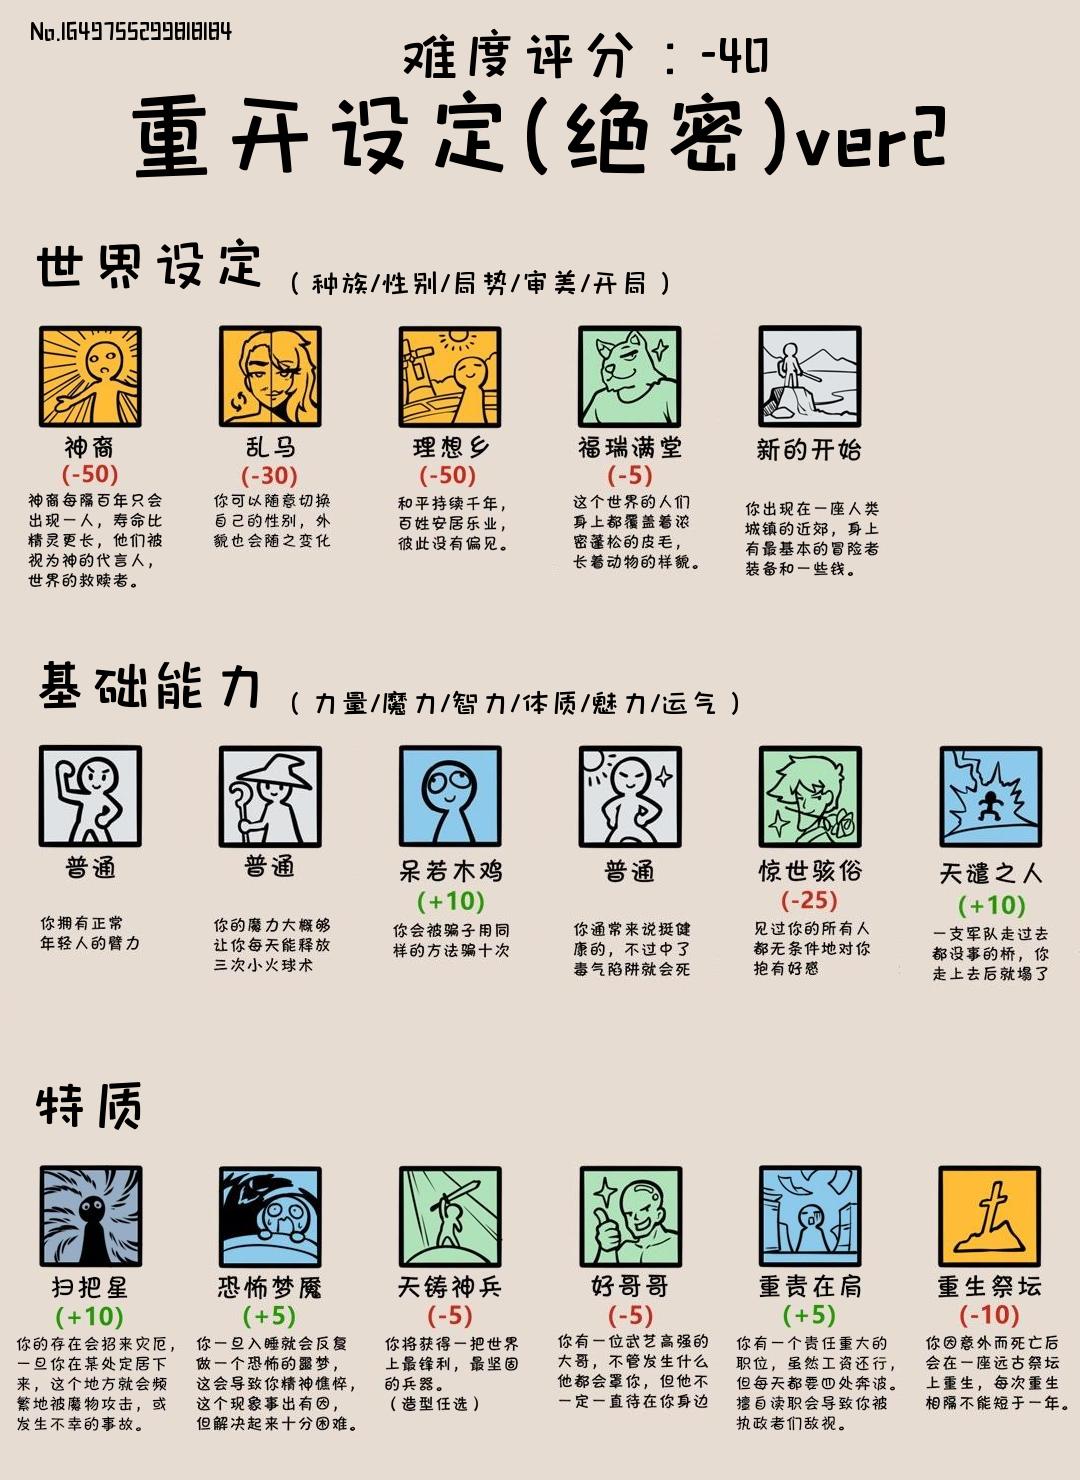 No.1649755299818184
难度评分：-40
重开设定(绝密)ver2
世界设定（种族/性别/局势/审美/开局）
神裔
(-50)
神裔每隔百年只会
出现一人，寿命比
精灵更长，他们被
视为神的代言人，
世界的救赎者。
乱马
(-30)
你可以随意切换
自己的性别，外
貌也会随之变化
理想乡
(-50)
和平持续千年，
百姓安居乐业，
彼此没有偏见。
福瑞满堂
(-5)
这个世界的人们
身上都覆盖着浓
密蓬松的皮毛，
长着动物的样貌。
新的开始
你出现在一座人类
城镇的近郊，身上
有最基本的冒险者
装备和一些钱。
基础能力（力量/魔力/智力/体质/魅力/运气）
普通
你拥有正常
年轻人的臂力
普通
你的魔力大概够
让你每天能释放
三次小火球术
呆若木鸡
(+10)
你会被骗子用同
样的方法骗十次
普通
你通常来说挺健
康的，不过中了
毒气陷阱就会死
惊世骇俗
(-25)
见过你的所有人
都无条件地对你
抱有好感
天谴之人
(+10)
一支军队走过去
都没事的桥，你
走上去后就塌了
特质
扫把星
(+10)
你的存在会招来灾厄，
一旦你在某处定居下
来，这个地方就会频
繁地被魔物攻击，或
发生不幸的事故。
恐怖梦魇
(+5)
你一旦入睡就会反复
做一个恐怖的噩梦，
这会导致你精神憔悴，
这个现象事出有因，
但解决起来十分困难。
天铸神兵
(-5)
你将获得一把世界
上最锋利，最坚固
的兵器。
（造型任选）
好哥哥
(-5)
你有一位武艺高强的
大哥，不管发生什么
他都会罩你，但他不
一定一直待在你身边
重责在肩
(+5)
你有一个责任重大的
职位，虽然工资还行，
但每天都要四处奔波。
擅自渎职会导致你被
执政者们敌视。
重生祭坛
(-10)
你因意外而死亡后
会在一座远古祭坛
上重生，每次重生
相隔不能短于一年。